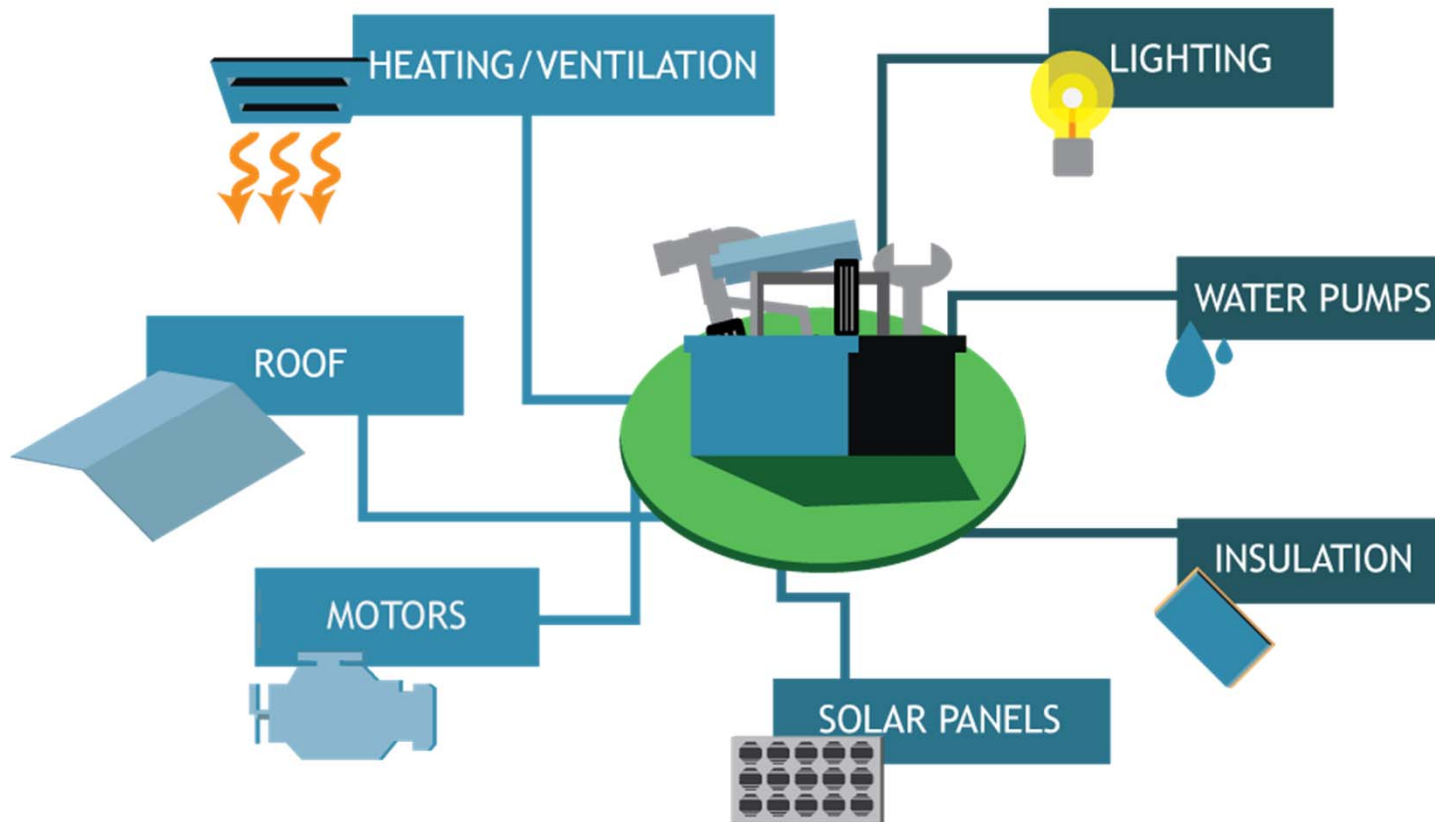 HEATING/VENTILATION
LIGHTING
WATER PUMPS
ROOF
INSULATION
MOTORS
SOLAR PANELS